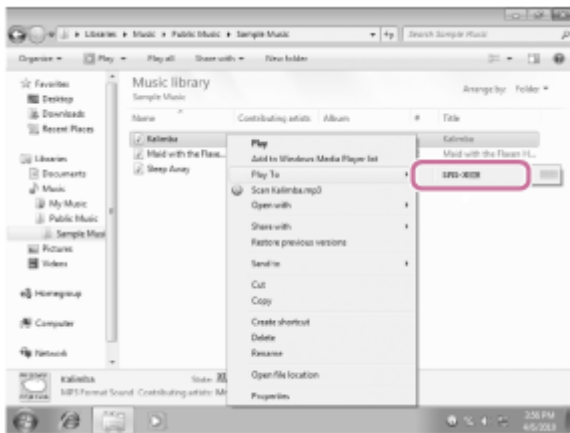 Libraries ▸ Music ▸ Public Music ▸ Sample Music
Search Sample Music
Organize Play Play all Share with New folder
Favorites
Desktop
Downloads
Recent Places
Libraries
Documents
Music
My Music
Public Music
Sample Musi
Pictures
Videos
Homegroup
Computer
Network
Music library
Sample Music
Arrange by: Folder
Name Contributing artists Album # Title
Kalimba
Kalimba
Maid with the Flaxe...
Maid with the Flaxen H...
Sleep Away
Play
Add to Windows Media Player list
Play To
Scan Kalimba.mp3
Open with
Share with
Restore previous versions
Send to
Cut
Copy
Create shortcut
Delete
Rename
Open file location
Properties
Kalimba
State:
MP3 Format Sound Contributing artists:
3:56 PM